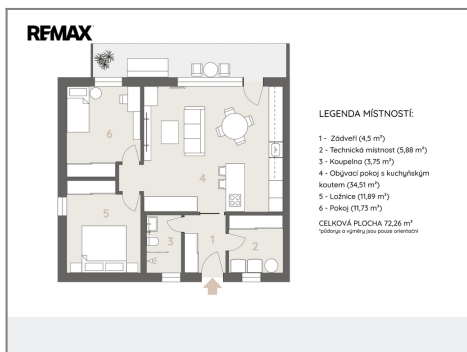 RE/MAX
LEGENDA MÍSTNOSTÍ:
1 - Zádveří (4,5 m²)
2 - Technická místnost (5,88 m²)
3 - Koupelna (3,75 m²)
4 - Obývací pokoj s kuchyňským
koutem (34,51 m²)
5 - Ložnice (11,89 m²)
6 - Pokoj (11,73 m²)
CELKOVÁ PLOCHA 72,26 m²
*půdorys a výměry jsou pouze orientační
6
4
5
3
1
2